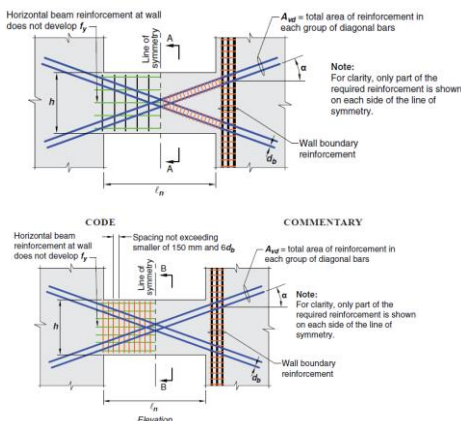 Horizontal beam reinforcement at wall
does not develop fy
Line of
symmetry
A
Avd = total area of reinforcement in
each group of diagonal bars
α
Note:
For clarity, only part of the
required reinforcement is shown
on each side of the line of
symmetry.
h
Wall boundary
reinforcement
A
db
ℓn
CODE
COMMENTARY
Horizontal beam
reinforcement at wall
does not develop fy
Spacing not exceeding
smaller of 150 mm and 6db
Line of
symmetry
B
Avd = total area of reinforcement in
each group of diagonal bars
α
Note:
For clarity, only part of the
required reinforcement is shown
on each side of the line of
symmetry.
h
Wall boundary
reinforcement
B
db
ℓn
Elevation